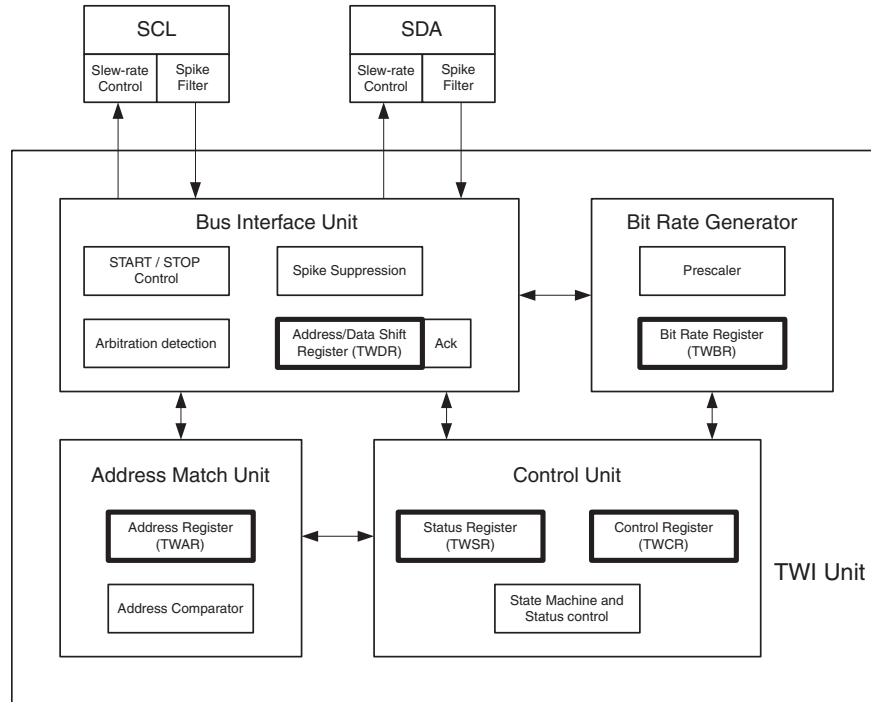 SCL
SDA
Slew-rate
Control
Spike
Filter
Slew-rate
Control
Spike
Filter
Bus Interface Unit
START / STOP
Control
Spike Suppression
Arbitration detection
Address/Data Shift
Register (TWDR)
Ack
Bit Rate Generator
Prescaler
Bit Rate Register
(TWBR)
Address Match Unit
Address Register
(TWAR)
Address Comparator
Control Unit
Status Register
(TWSR)
Control Register
(TWCR)
State Machine and
Status control
TWI Unit